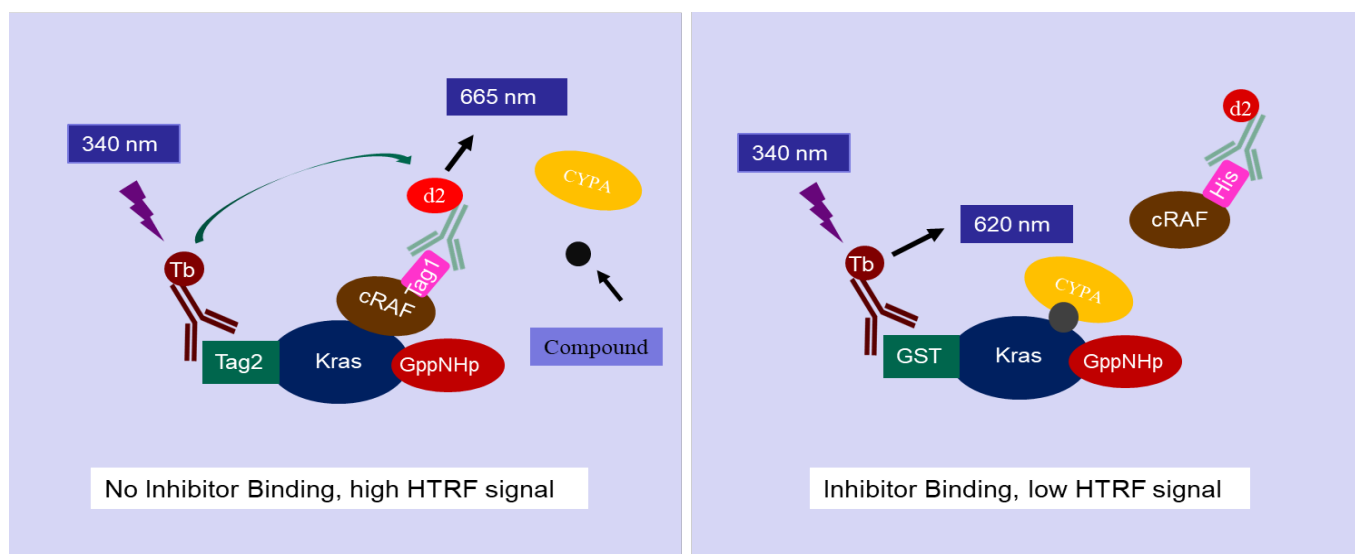 665 nm
340 nm
CYPA
d2
Tag1
Tb
cRAF
Compound
Tag2
Kras
GppNHp
No Inhibitor Binding, high HTRF signal
d2
340 nm
His
cRAF
620 nm
Tb
CYPA
GST
Kras
GppNHp
Inhibitor Binding, low HTRF signal